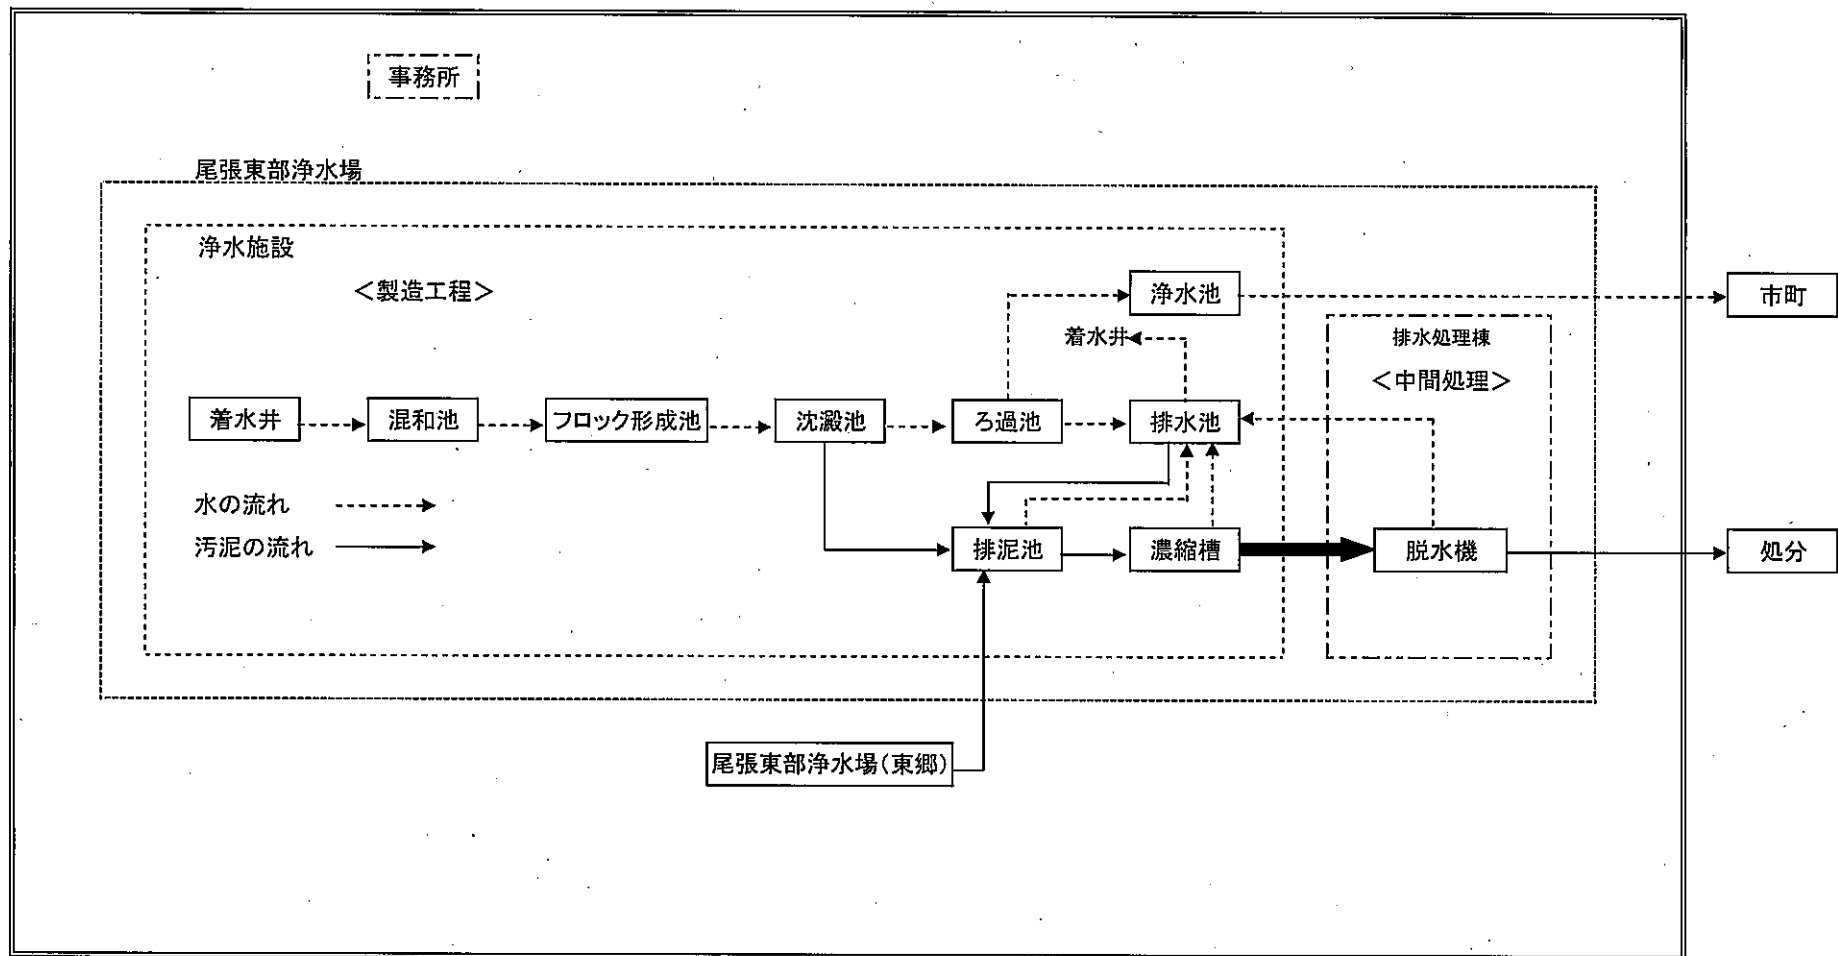 事務所
尾張東部浄水場
浄水施設
＜製造工程＞
浄水池
市町
着水井
排水処理棟
＜中間処理＞
着水井
混和池
フロック形成池
沈澱池
ろ過池
排水池
水の流れ
汚泥の流れ
排泥池
濃縮槽
脱水機
処分
尾張東部浄水場（東郷）